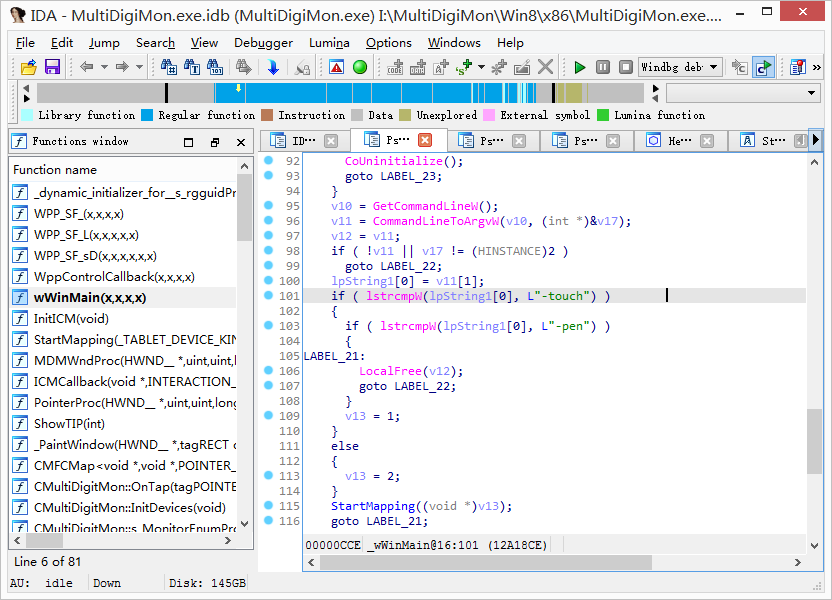 IDA - MultiDigiMon.exe.idb (MultiDigiMon.exe) I:\MultiDigiMon\Win8\x86\MultiDigiMon.exe....
File Edit Jump Search View Debugger Lumina Options Windows Help
Windbg deb
Library function Regular function Instruction Data Unexplored External symbol Lumina function
Functions window
ID··· Ps··· Ps··· Ps··· He··· St···
Function name
_dynamic_initializer_for__s_rgguidPr
WPP_SF_(x,x,x,x)
WPP_SF_L(x,x,x,x,x)
WPP_SF_sD(x,x,x,x,x,x)
WppControlCallback(x,x,x,x)
wWinMain(x,x,x,x)
InitICM(void)
StartMapping(_TABLET_DEVICE_KIN
MDMWndProc(HWND__ *,uint,uint,l
ICMCallback(void *,INTERACTION_
PointerProc(HWND__ *,uint,uint,long
ShowTIP(int)
_PaintWindow(HWND__ *,tagRECT c
CMFCMap<void *,void *,POINTER_
CMultiDigitMon::OnTap(tagPOINTE
CMultiDigitMon::InitDevices(void)
CMultiDigitMon::s_MonitorEnumPro
Line 6 of 81
92 CoUninitialize();
93 goto LABEL_23;
94 }
95 v10 = GetCommandLineW();
96 v11 = CommandLineToArgvW(v10, (int *)&v17);
97 v12 = v11;
98 if ( !v11 || v17 != (HINSTANCE)2 )
99 goto LABEL_22;
100 lpString1[0] = v11[1];
101 if ( lstrcmpW(lpString1[0], L"-touch") )
102 {
103 if ( lstrcmpW(lpString1[0], L"-pen") )
104 {
105 LABEL_21:
106 LocalFree(v12);
107 goto LABEL_22;
108 }
109 v13 = 1;
110 }
111 else
112 {
113 v13 = 2;
114 }
115 StartMapping((void *)v13);
116 goto LABEL_21;
00000CCE _wWinMain@16:101 (12A18CE)
AU: idle Down Disk: 145GB